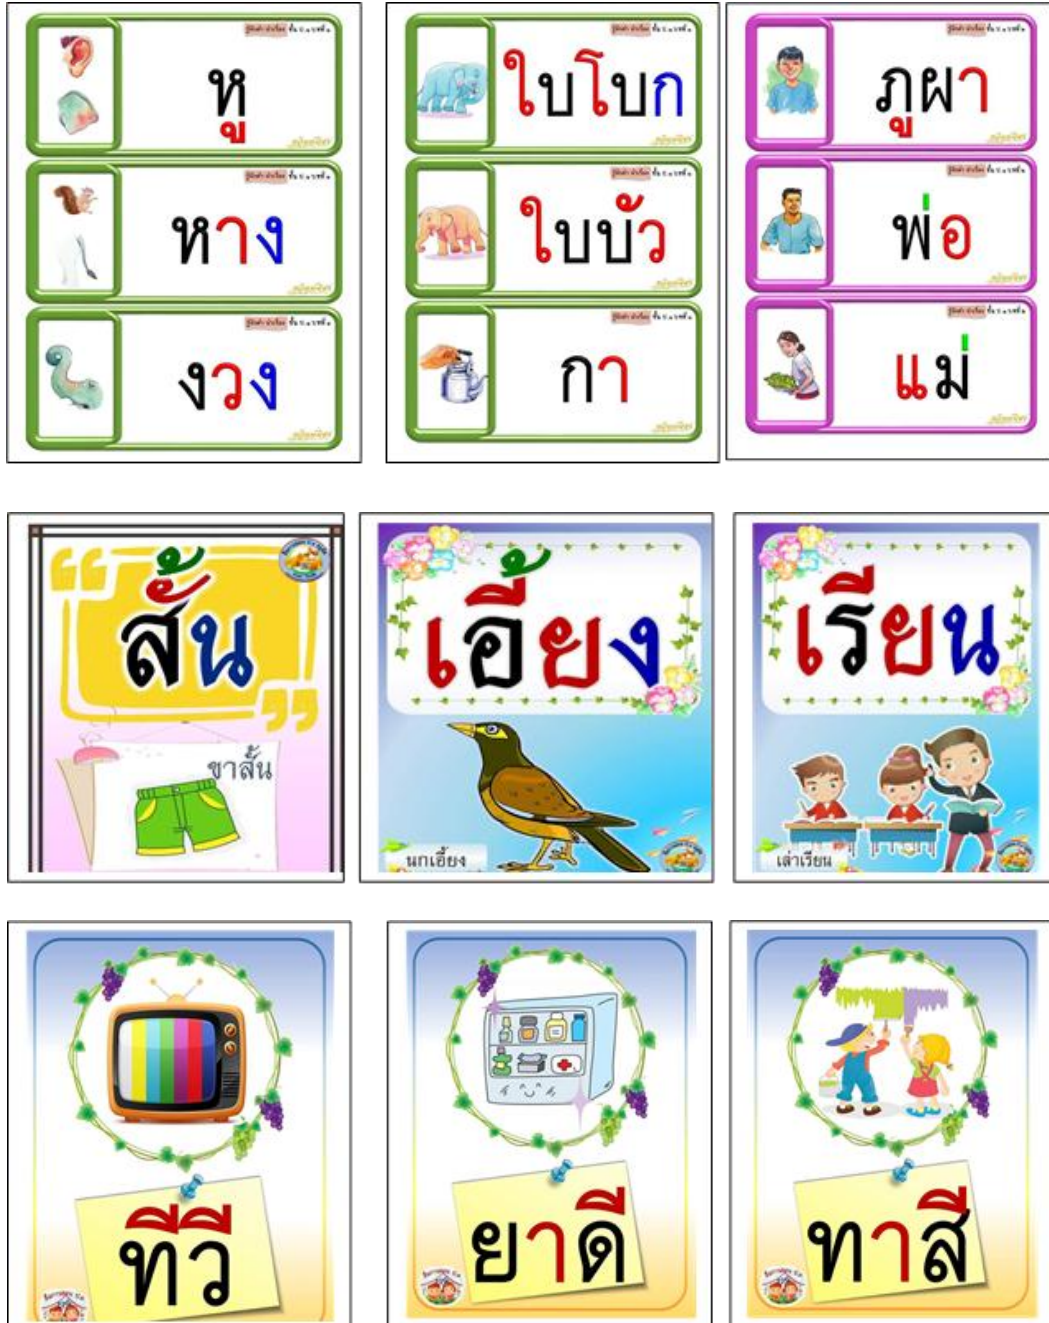 หู
หาง
งวง
ใบโบก
ใบบัว
กา
ภูผา
พ่อ
แม่
สั้น
ขาสั้น
เอี้ยง
นกเอี้ยง
เรียน
เล่าเรียน
ทีวี
ยาดี
ทาสี